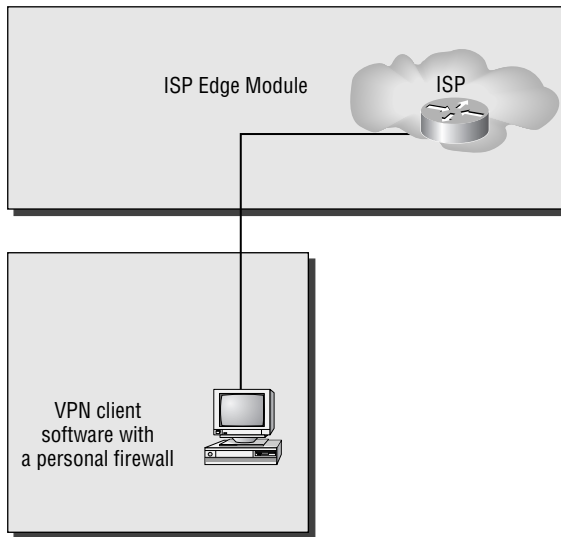 ISP Edge Module
ISP
VPN client
software with
a personal firewall